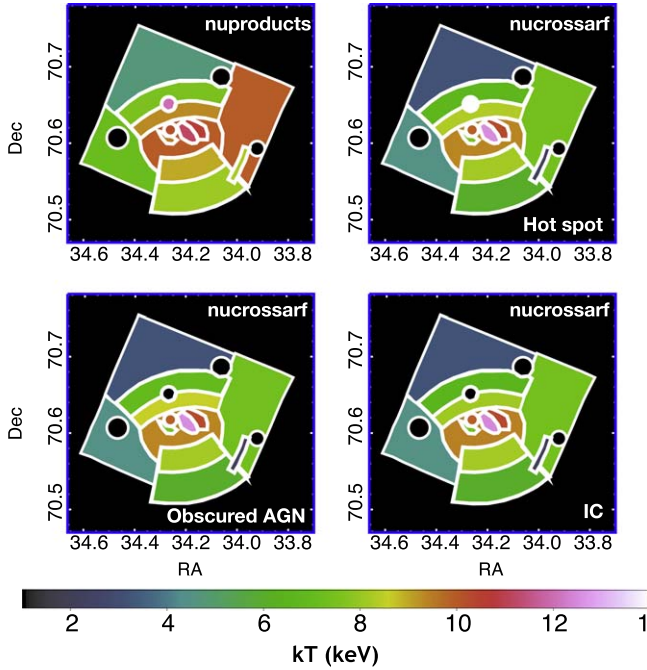 nuproducts
nucrossarf
Dec
70.7
70.6
70.5
Hot spot
34.6 34.4 34.2 34.0 33.8
34.6 34.4 34.2 34.0 33.8
70.7
70.6
70.5
nucrossarf
nucrossarf
Dec
70.7
70.6
70.5
Obscured AGN
IC
34.6 34.4 34.2 34.0 33.8
34.6 34.4 34.2 34.0 33.8
70.7
70.6
70.5
RA
RA
2 4 6 8 10 12
kT (keV)